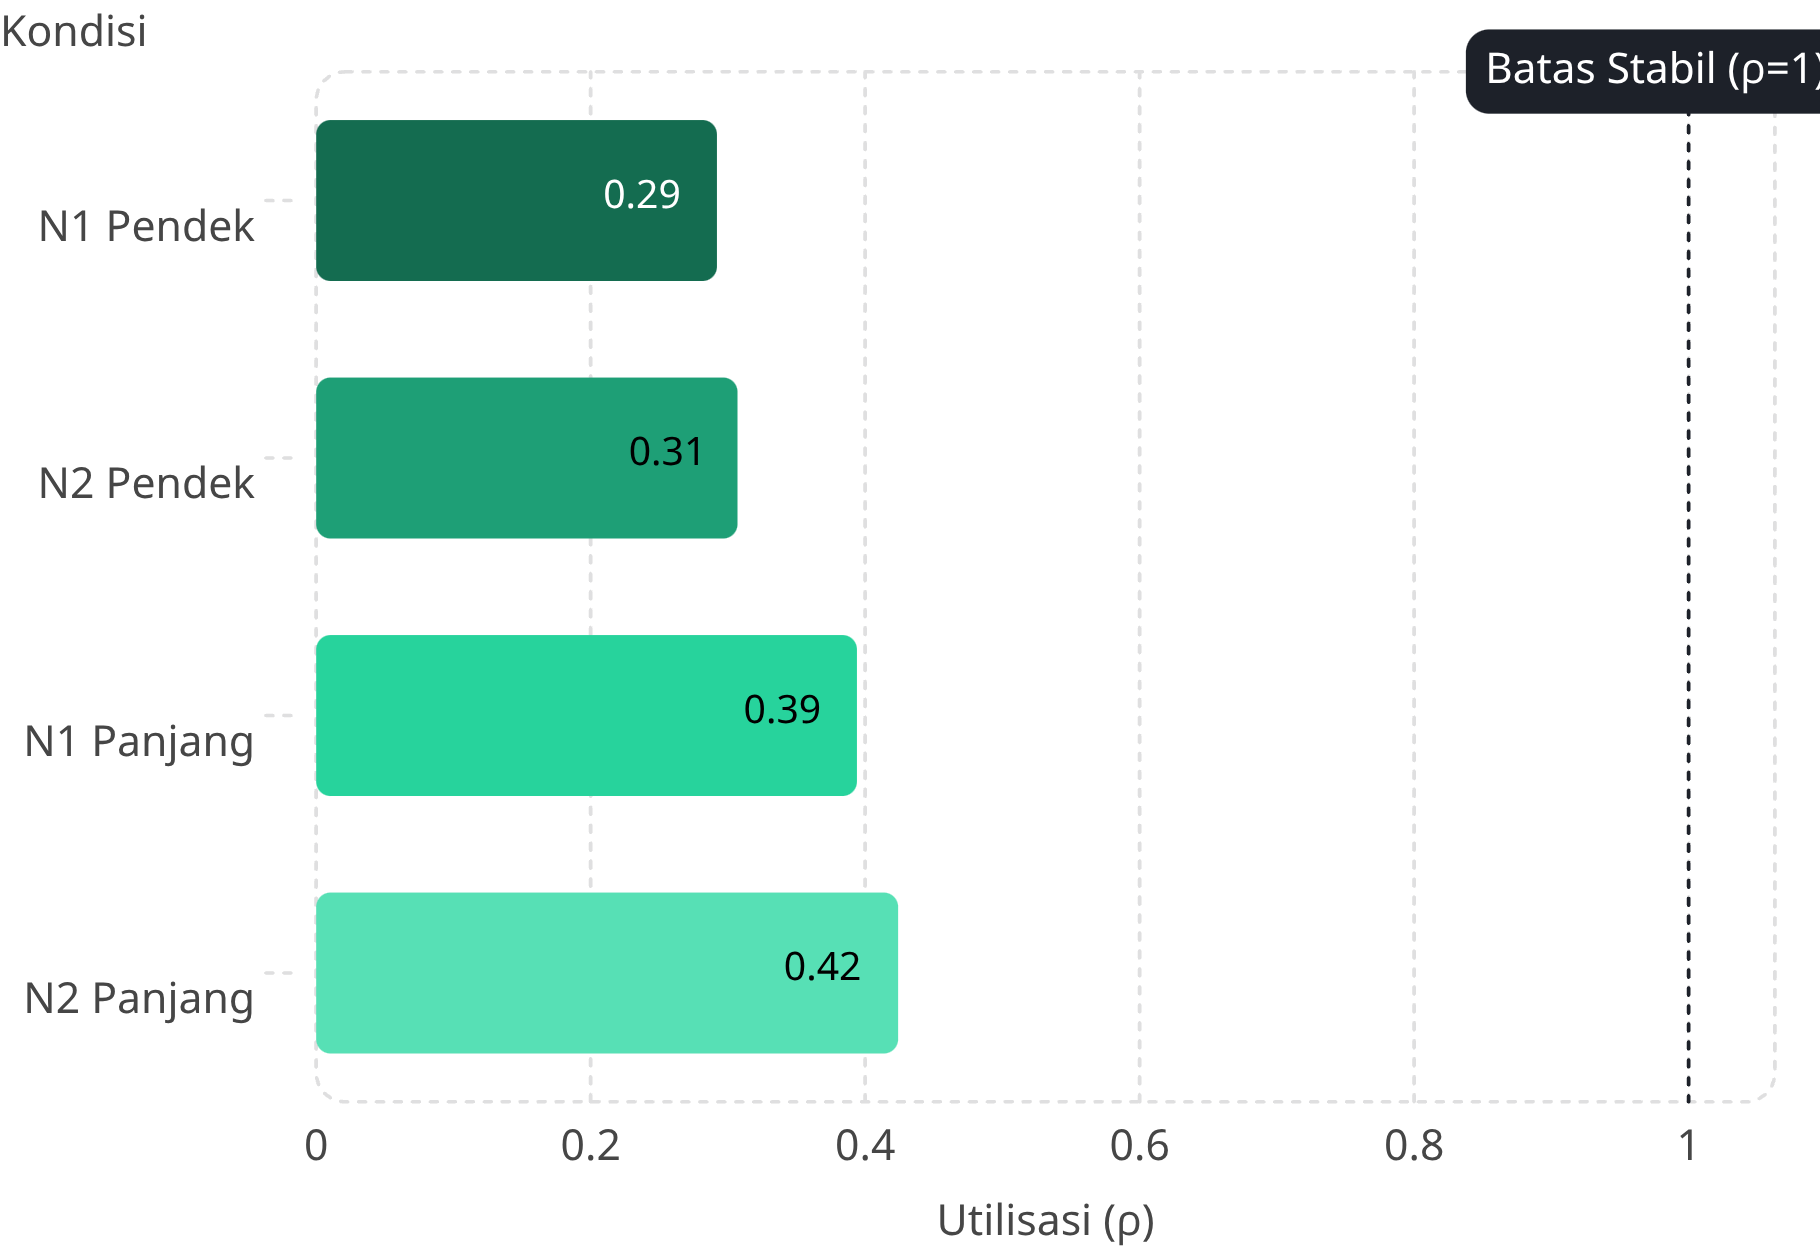 Kondisi
Batas Stabil (ρ=1)
N1 Pendek
0.29
N2 Pendek
0.31
N1 Panjang
0.39
N2 Panjang
0.42
0 0.2 0.4 0.6 0.8 1
Utilisasi (ρ)